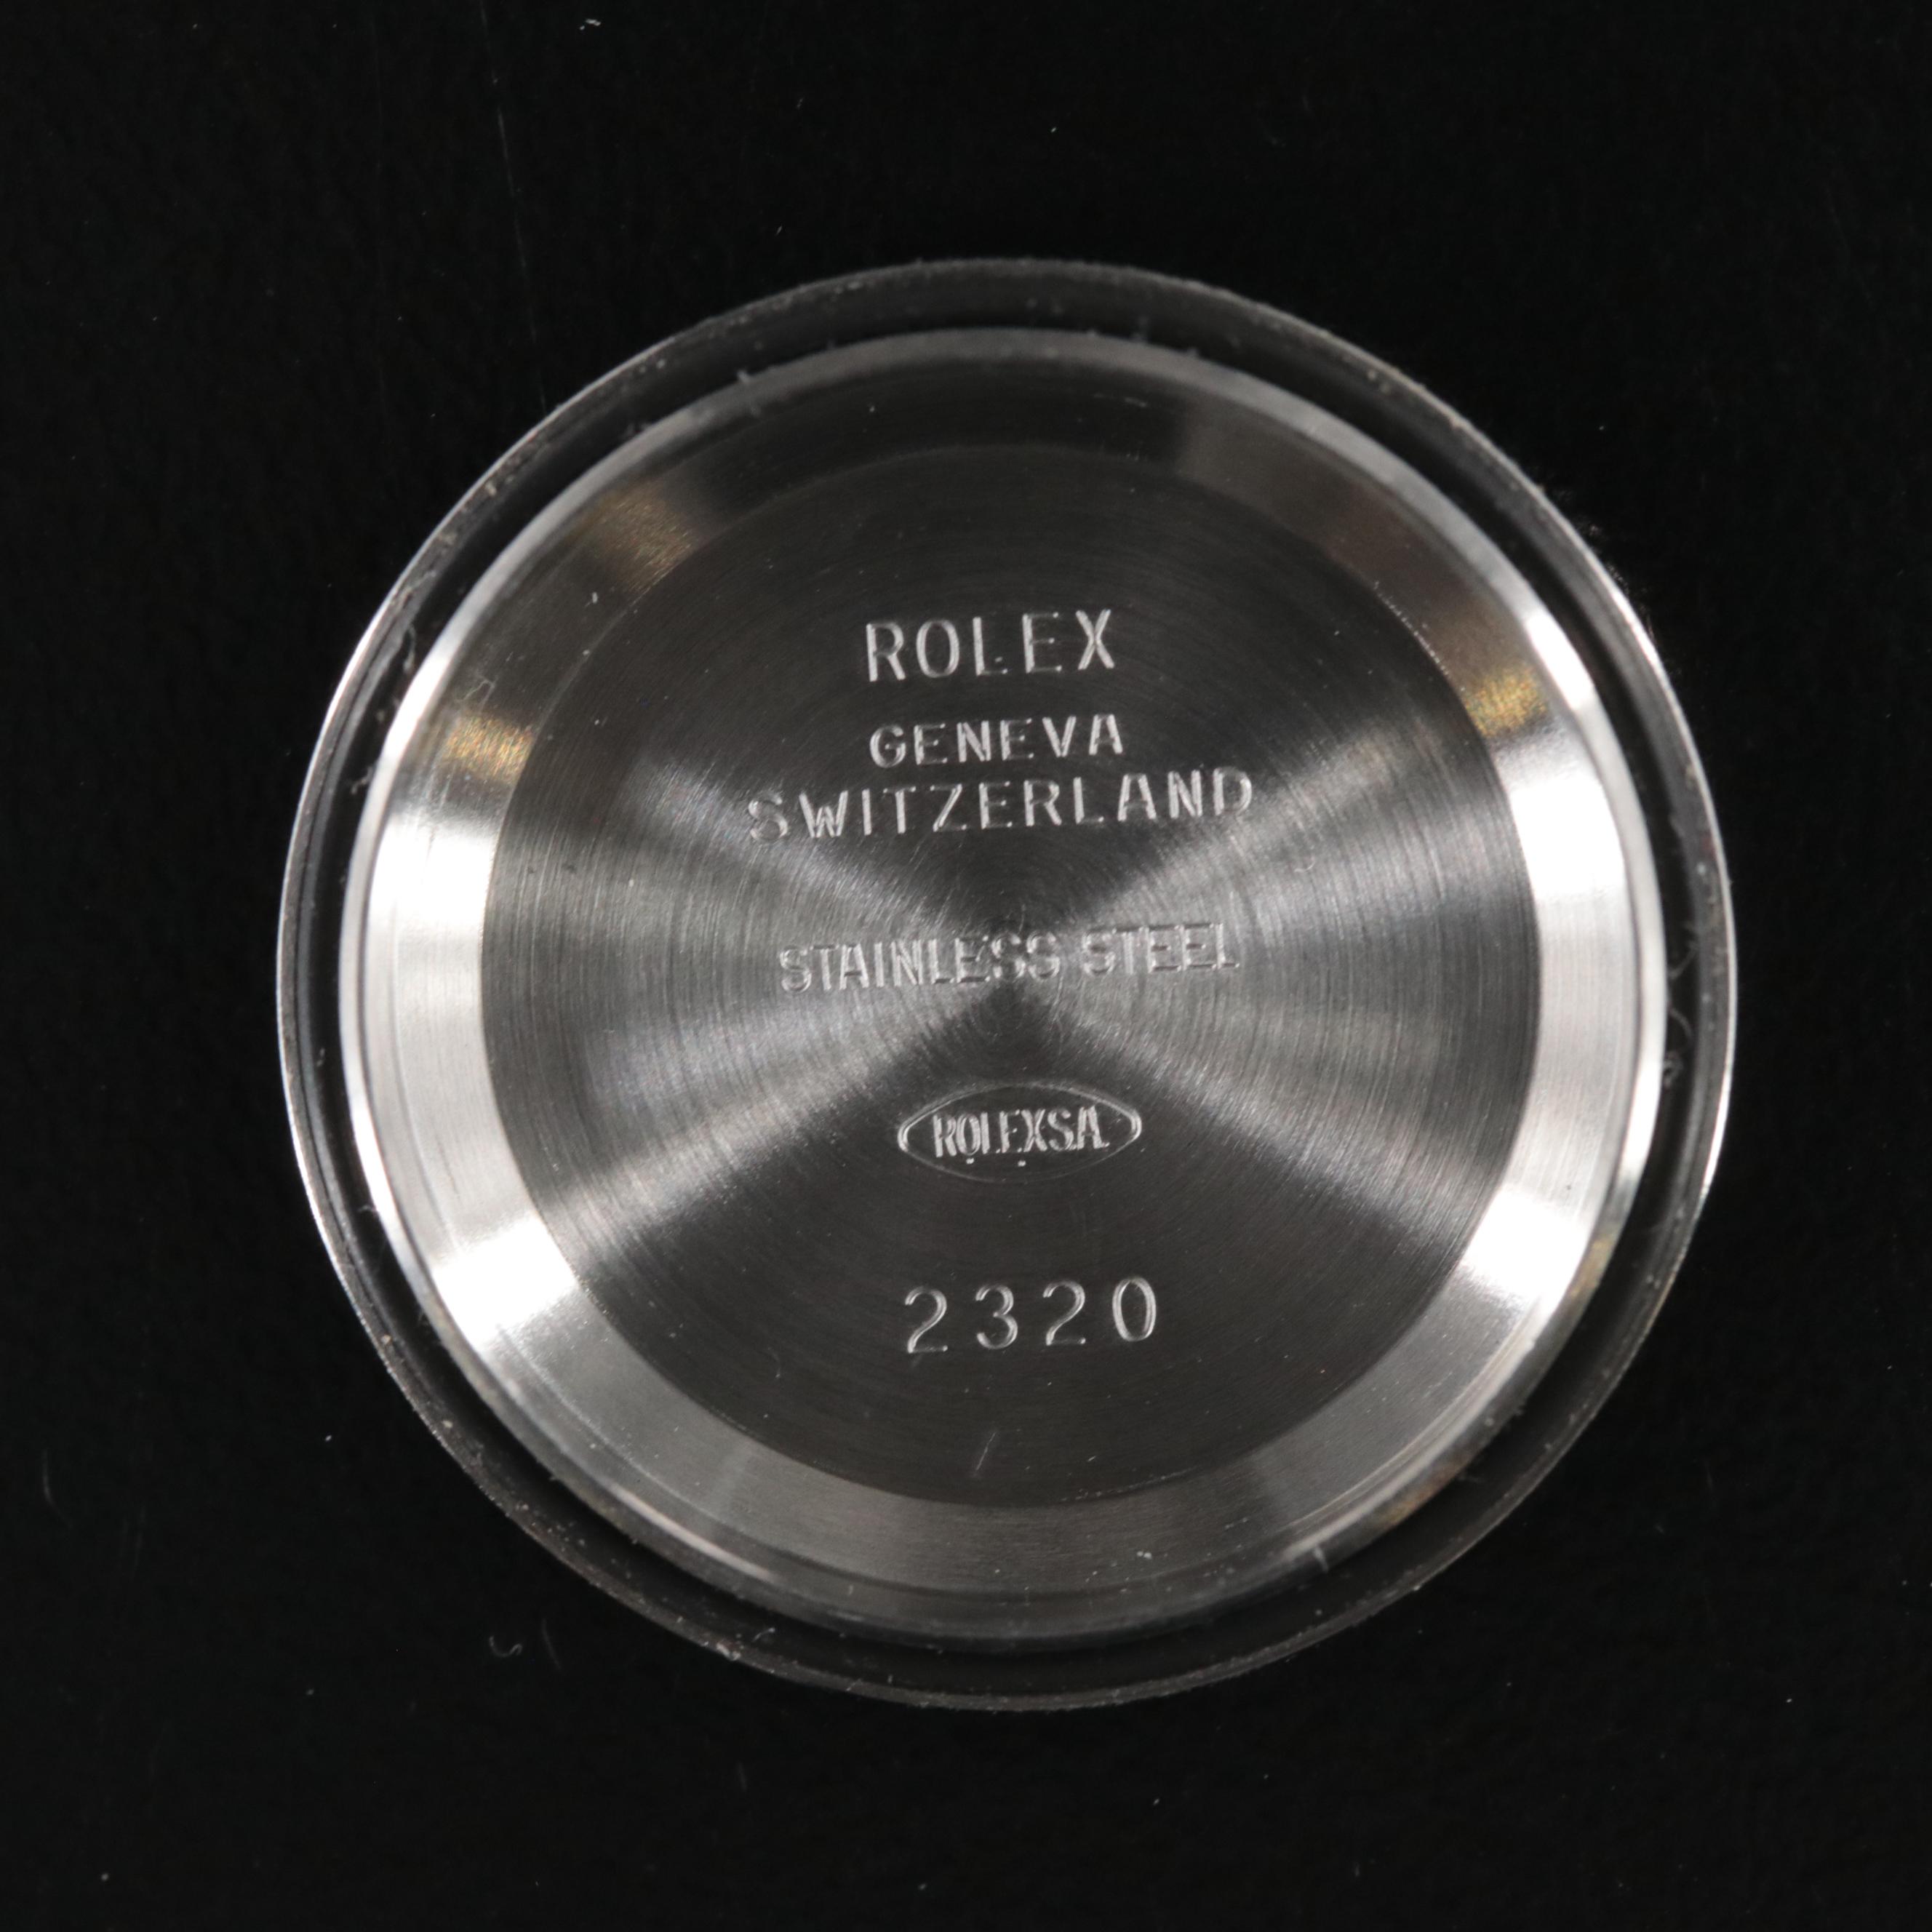 ROLEX
GENEVA
SWITZERLAND
STAINLESS STEEL
ROLEXSA
2320